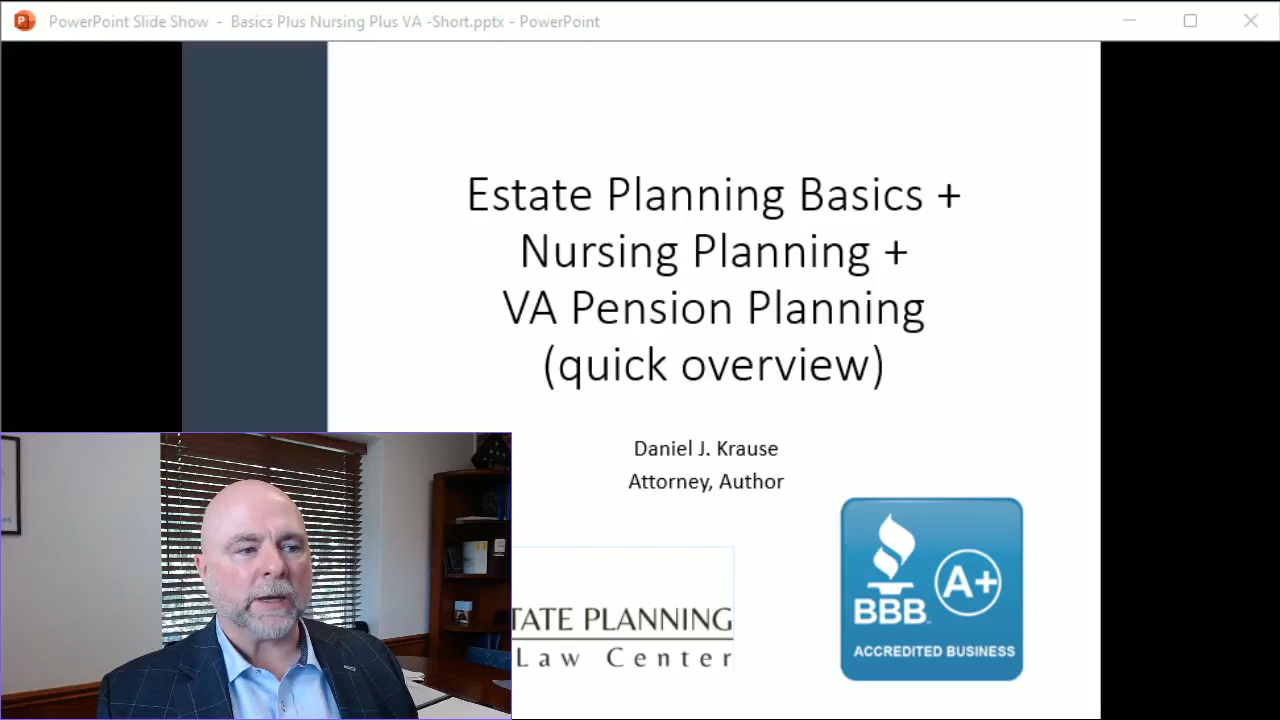 PowerPoint Slide Show - Basics Plus Nursing Plus VA -Short.pptx - PowerPoint
Estate Planning Basics +
Nursing Planning +
VA Pension Planning
(quick overview)
Daniel J. Krause
Attorney, Author
TATE PLANNING
Law Center
A+
BBB
ACCREDITED BUSINESS